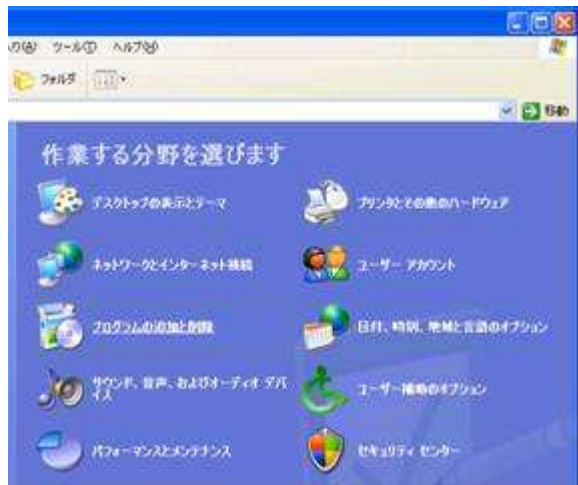 ツール(T) ヘルプ(H)
フォルダ
移動
作業する分野を選びます
デスクトップの表示とテーマ
プリンタとその他のハードウェア
ネットワークとインターネット接続
ユーザー アカウント
プログラムの追加と削除
日付、時刻、地域と言語のオプション
サウンド、音声、およびオーディオ デバ
イス
ユーザー補助のオプション
パフォーマンスとメンテナンス
セキュリティ センター